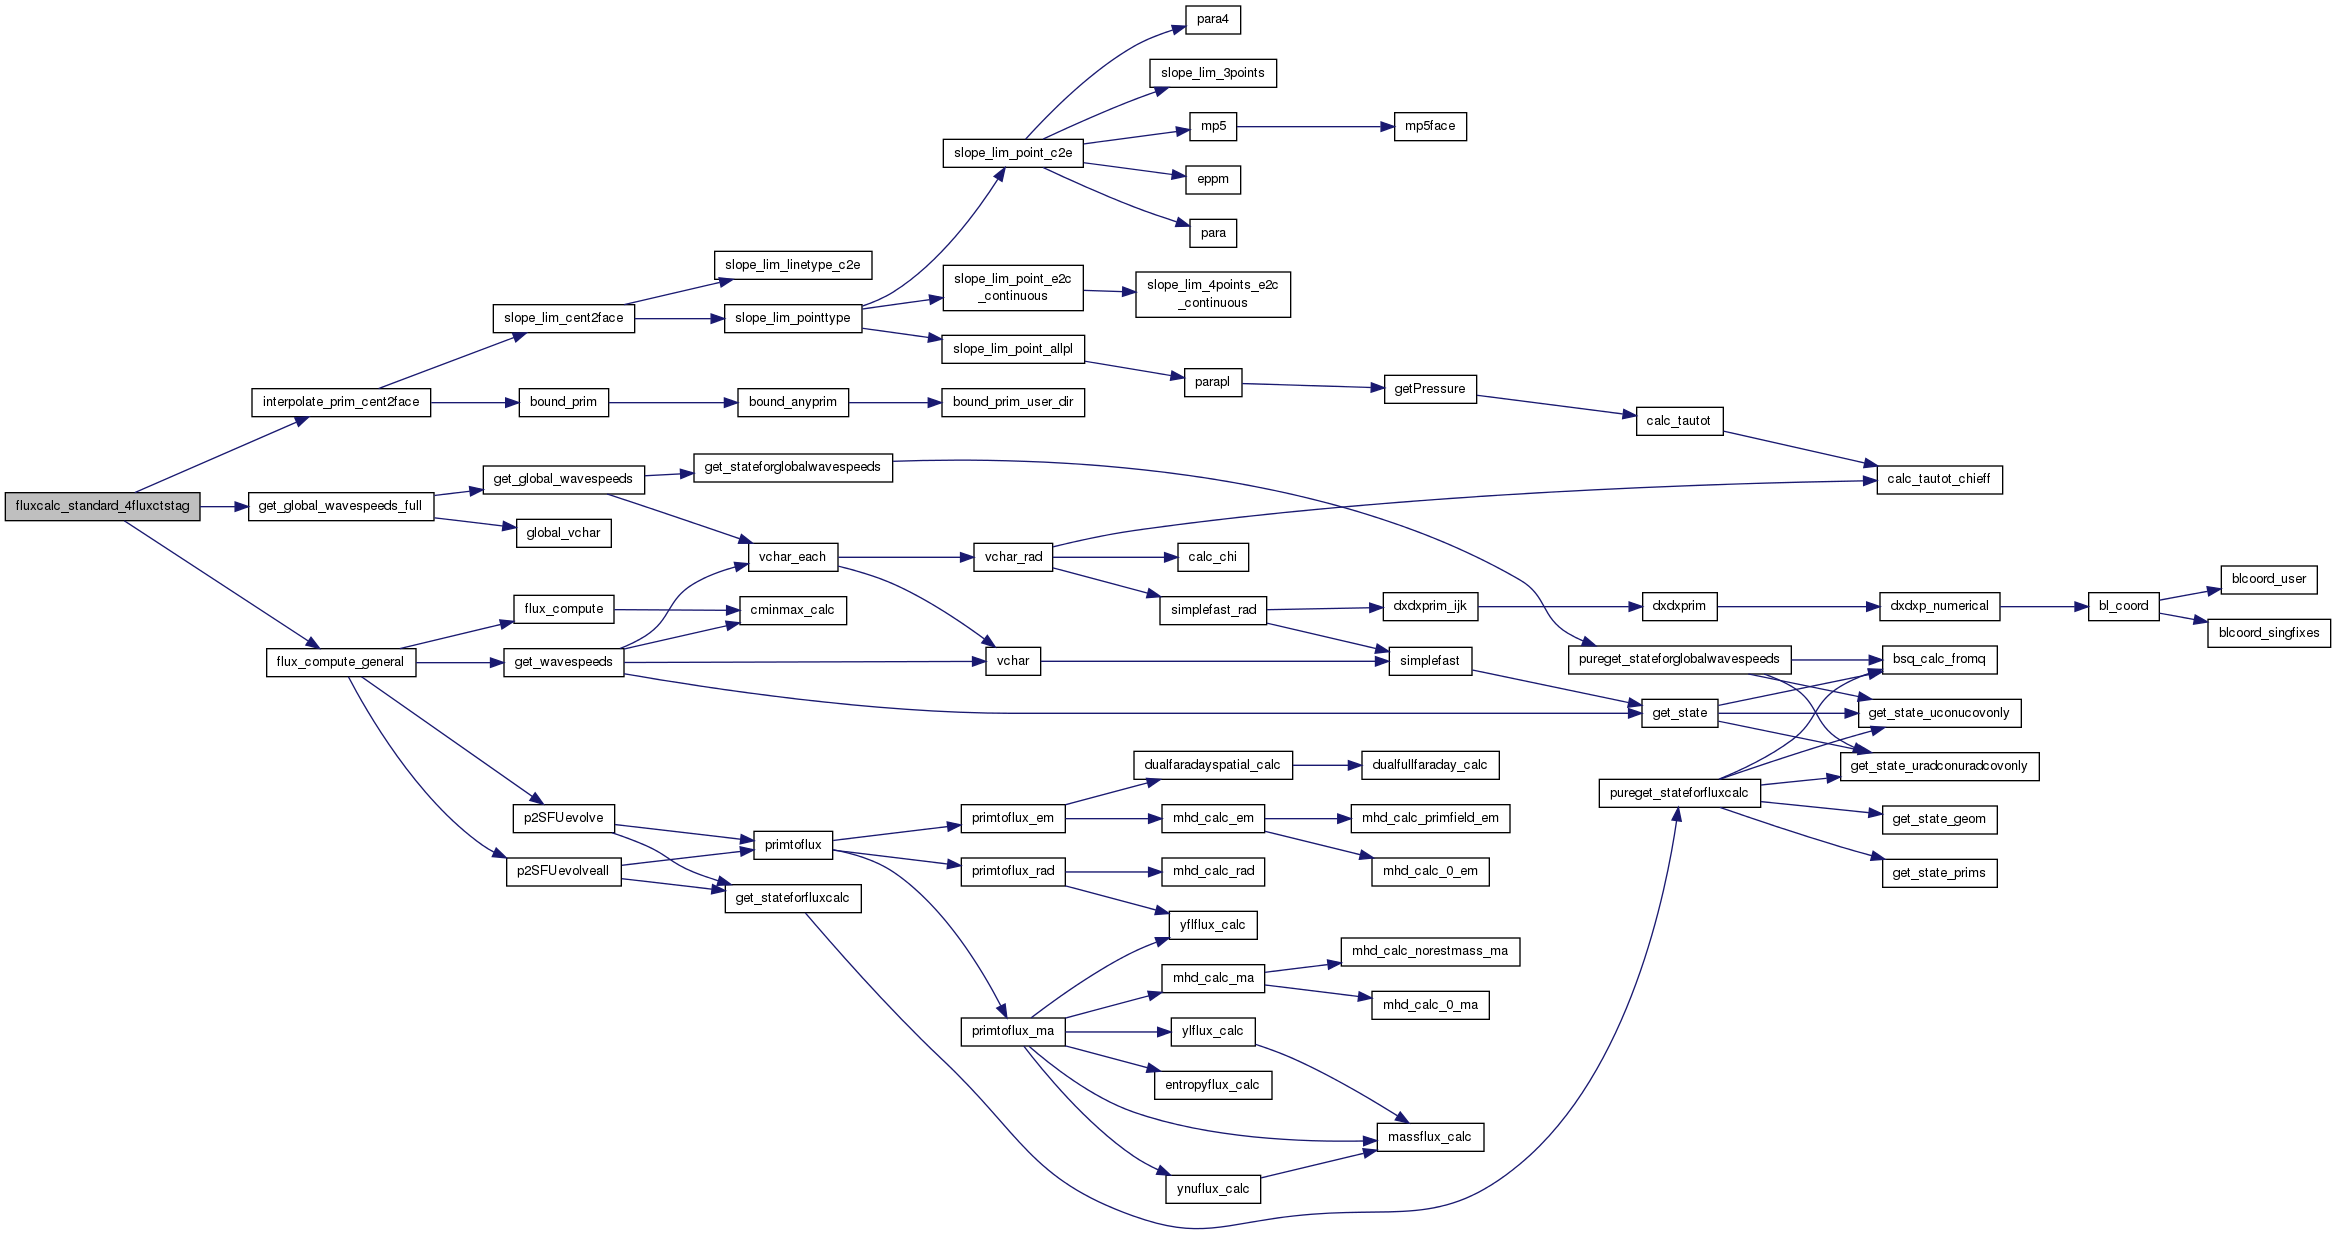 para4
slope_lim_3points
mp5
mp5face
slope_lim_point_c2e
eppm
para
slope_lim_linetype_c2e
slope_lim_point_e2c
_continuous
slope_lim_4points_e2c
_continuous
slope_lim_cent2face
slope_lim_pointtype
slope_lim_point_allpl
parapl
getPressure
interpolate_prim_cent2face
bound_prim
bound_anyprim
bound_prim_user_dir
calc_tautot
get_stateforglobalwavespeeds
get_global_wavespeeds
calc_tautot_chieff
fluxcalc_standard_4fluxctstag
get_global_wavespeeds_full
global_vchar
vchar_each
vchar_rad
calc_chi
blcoord_user
flux_compute
cminmax_calc
simplefast_rad
dxdxprim_ijk
dxdxprim
dxdxp_numerical
bl_coord
blcoord_singfixes
flux_compute_general
get_wavespeeds
vchar
simplefast
pureget_stateforglobalwavespeeds
bsq_calc_fromq
get_state
get_state_uconucovonly
dualfaradayspatial_calc
dualfullfaraday_calc
get_state_uradconuradcovonly
pureget_stateforfluxcalc
p2SFUevolve
primtoflux_em
mhd_calc_em
mhd_calc_primfield_em
get_state_geom
primtoflux
p2SFUevolveall
primtoflux_rad
mhd_calc_rad
mhd_calc_0_em
get_state_prims
get_stateforfluxcalc
yflflux_calc
mhd_calc_norestmass_ma
mhd_calc_ma
mhd_calc_0_ma
primtoflux_ma
ylflux_calc
entropyflux_calc
massflux_calc
ynuflux_calc